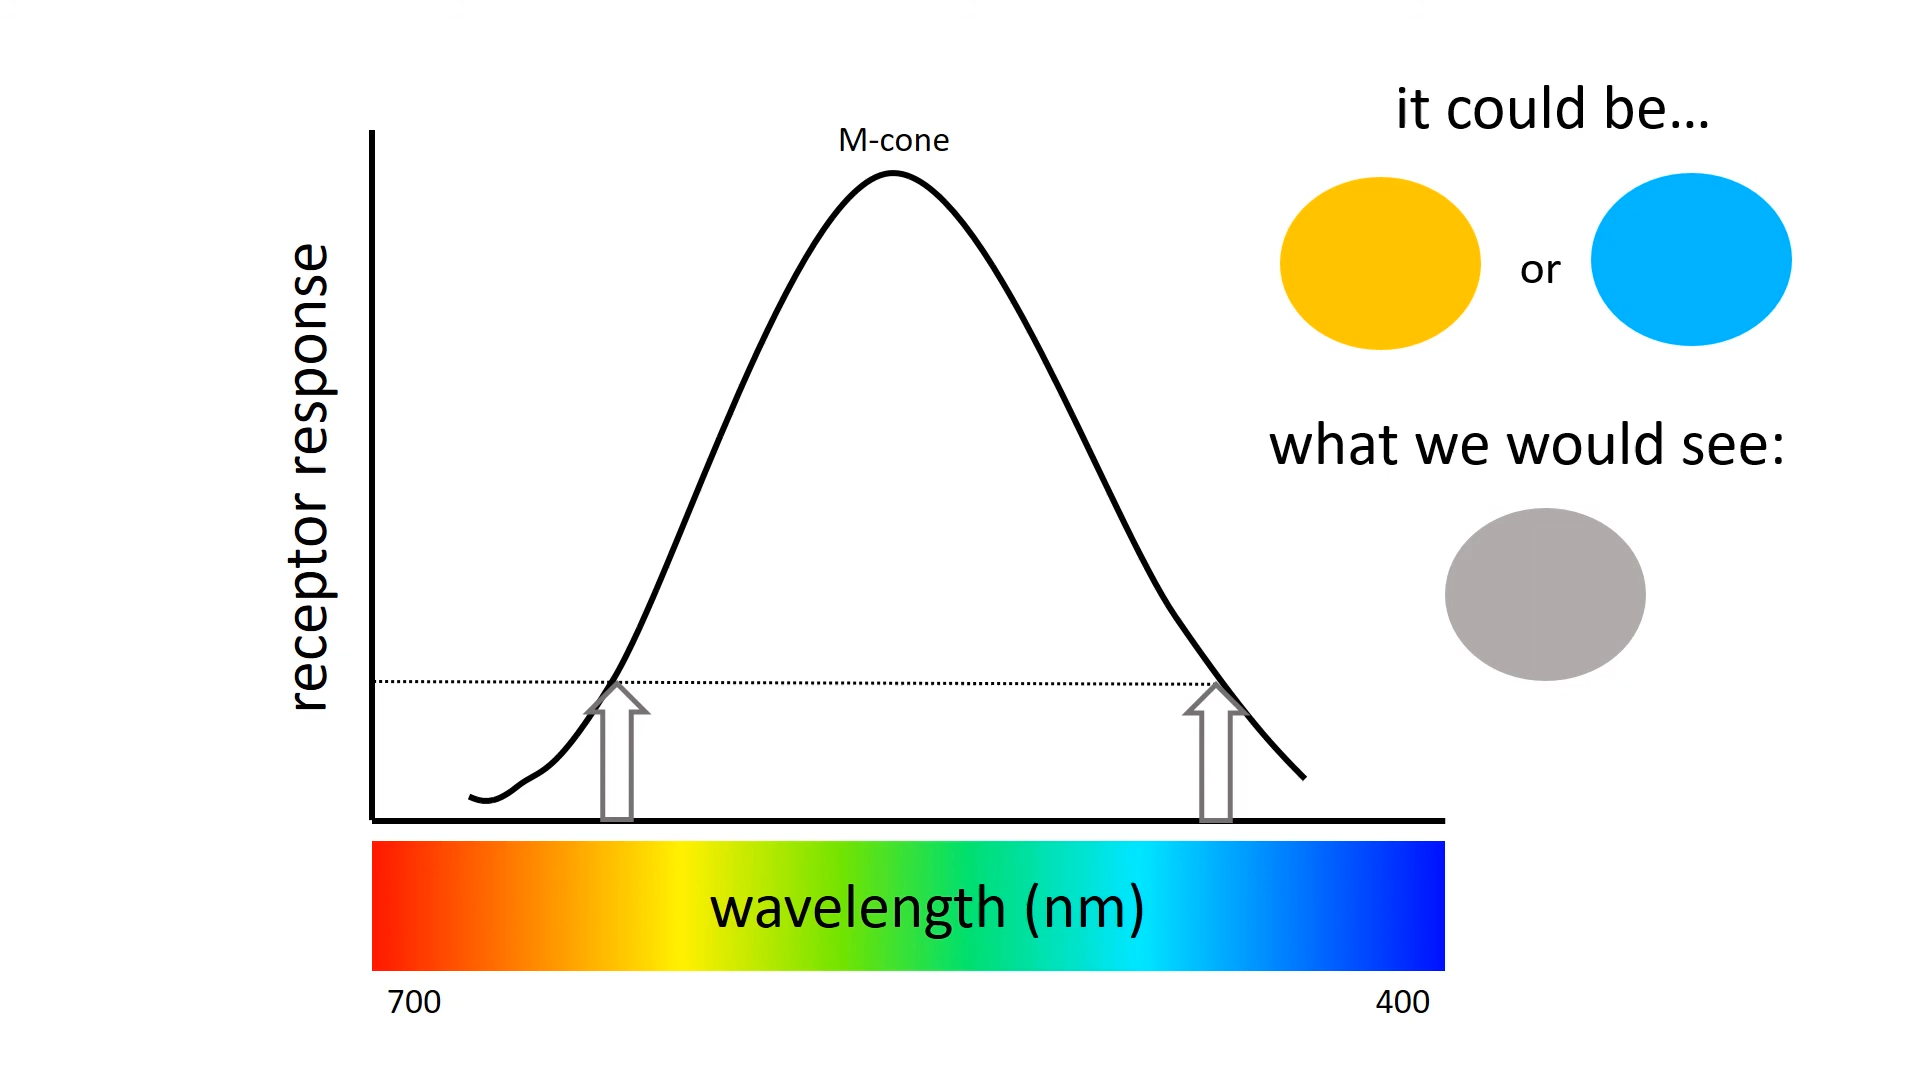 it could be...
M-cone
or
receptor response
what we would see:
wavelength (nm)
700
400